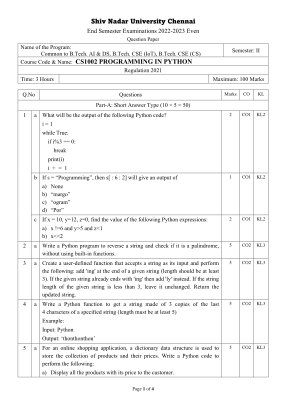 Shiv Nadar University Chennai
End Semester Examinations 2022-2023 Even
Question Paper
Name of the Program:
Common to B.Tech. AI & DS, B.Tech. CSE (IoT), B.Tech. CSE (CS)
Semester: II
Course Code & Name: CS1002 PROGRAMMING IN PYTHON
Regulation 2021
Time: 3 Hours Maximum: 100 Marks
Q.No Questions Marks CO KL
Part-A: Short Answer Type (10 + 5 = 50)
1 a What will be the output of the following Python code? 2 CO1 KL2
i = 1
while True:
if i%3 == 0:
break
print(i)
i + = 1
b If s = “Programming”, then s[ : 6 : 2] will give an output of 1 CO1 KL2
a) None
b) “mango”
c) “ogram”
d) “Por”
c If x = 10, y=12, z=0, find the value of the following Python expressions: 2 CO1 KL2
a) x !=6 and y>5 and z<1
b) x<<2
2 a Write a Python program to reverse a string and check if it is a palindrome, 5 CO2 KL3
without using built-in functions.
3 a Create a user-defined function that accepts a string as its input and perform 5 CO2 KL3
the following: add 'ing' at the end of a given string (length should be at least
3). If the given string already ends with 'ing' then add 'ly' instead. If the string
length of the given string is less than 3, leave it unchanged. Return the
updated string.
4 a Write a Python function to get a string made of 3 copies of the last 5 CO2 KL3
4 characters of a specified string (length must be at least 5)
Example:
Input: Python
Output: 'thonthonthon'
5 a For an online shopping application, a dictionary data structure is used to 5 CO2 KL3
store the collection of products and their prices. Write a Python code to
perform the following:
a) Display all the products with its price to the customer.
Page 1 of 4